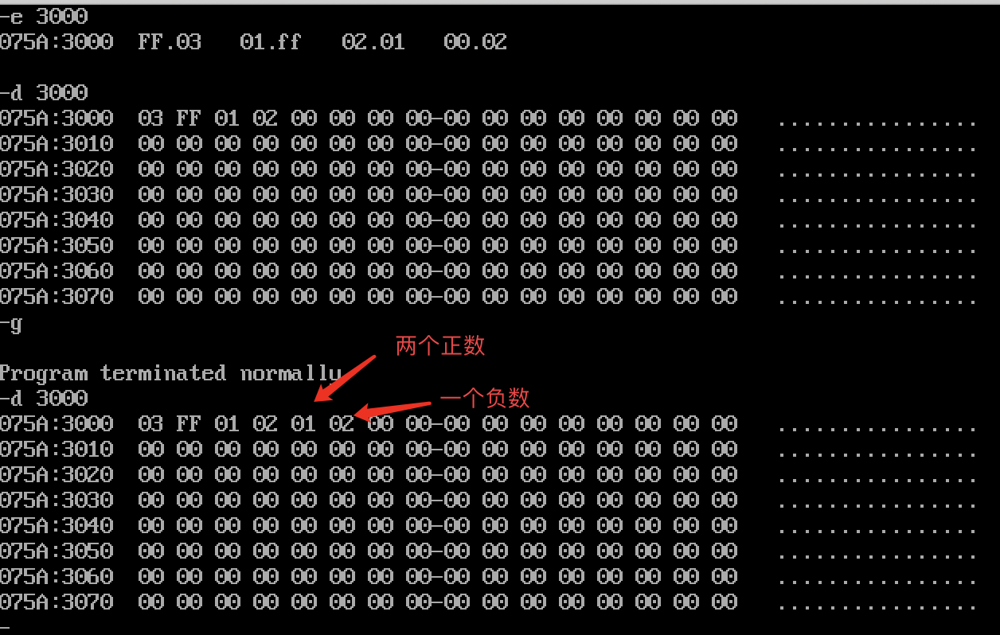 -e 3000
075A:3000  FF.03   01.ff   02.01   00.02
-d 3000
075A:3000  03 FF 01 02 00 00 00 00-00 00 00 00 00 00 00 00   ................
075A:3010  00 00 00 00 00 00 00 00-00 00 00 00 00 00 00 00   ................
075A:3020  00 00 00 00 00 00 00 00-00 00 00 00 00 00 00 00   ................
075A:3030  00 00 00 00 00 00 00 00-00 00 00 00 00 00 00 00   ................
075A:3040  00 00 00 00 00 00 00 00-00 00 00 00 00 00 00 00   ................
075A:3050  00 00 00 00 00 00 00 00-00 00 00 00 00 00 00 00   ................
075A:3060  00 00 00 00 00 00 00 00-00 00 00 00 00 00 00 00   ................
075A:3070  00 00 00 00 00 00 00 00-00 00 00 00 00 00 00 00   ................
-g
两个正数
Program terminated normally
-d 3000
一个负数
075A:3000  03 FF 01 02 01 02 00 00-00 00 00 00 00 00 00 00   ................
075A:3010  00 00 00 00 00 00 00 00-00 00 00 00 00 00 00 00   ................
075A:3020  00 00 00 00 00 00 00 00-00 00 00 00 00 00 00 00   ................
075A:3030  00 00 00 00 00 00 00 00-00 00 00 00 00 00 00 00   ................
075A:3040  00 00 00 00 00 00 00 00-00 00 00 00 00 00 00 00   ................
075A:3050  00 00 00 00 00 00 00 00-00 00 00 00 00 00 00 00   ................
075A:3060  00 00 00 00 00 00 00 00-00 00 00 00 00 00 00 00   ................
075A:3070  00 00 00 00 00 00 00 00-00 00 00 00 00 00 00 00   ................
-